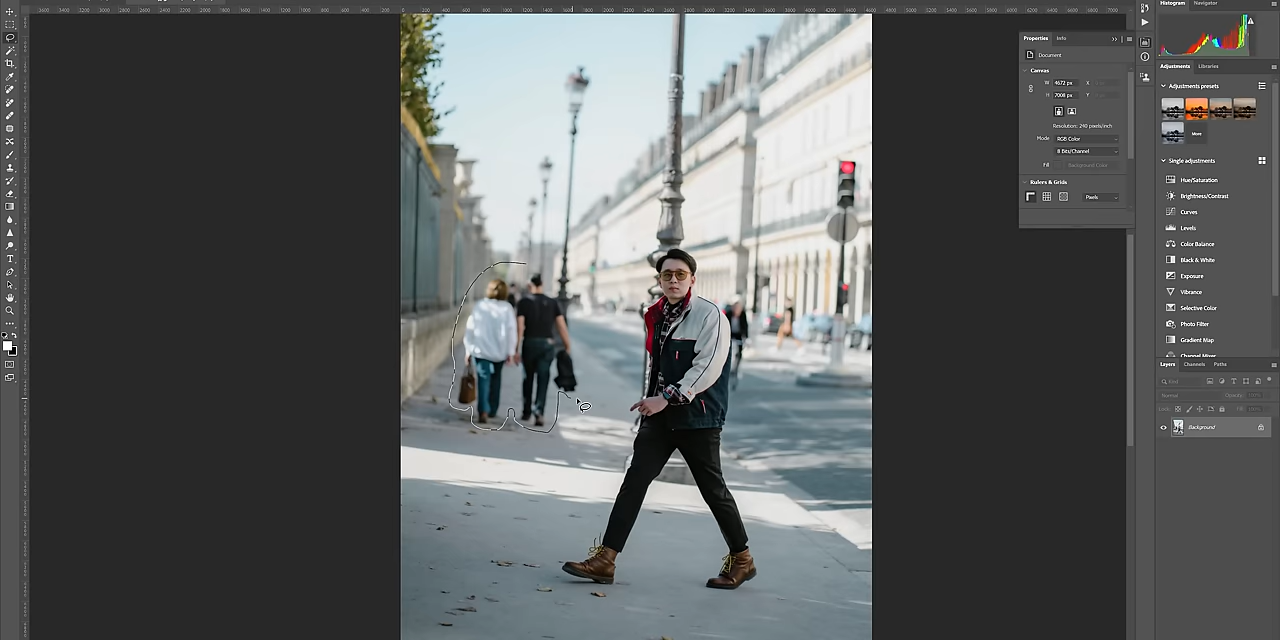 Histogram Navigator
Properties Info
Document
Canvas
W 4672 px X
H 7008 px Y
Resolution: 240 pixels/inch
Mode RGB Color
8 Bits/Channel
Fill Background Color
Rulers & Grids
Pixels
Adjustments Libraries
Adjustments presets
More
Single adjustments
Hue/Saturation
Brightness/Contrast
Curves
Levels
Color Balance
Black & White
Exposure
Vibrance
Selective Color
Photo Filter
Gradient Map
Channel Mixer
Layers Channels Paths
Kind
Normal Opacity: 100%
Lock: Fill: 100%
Background